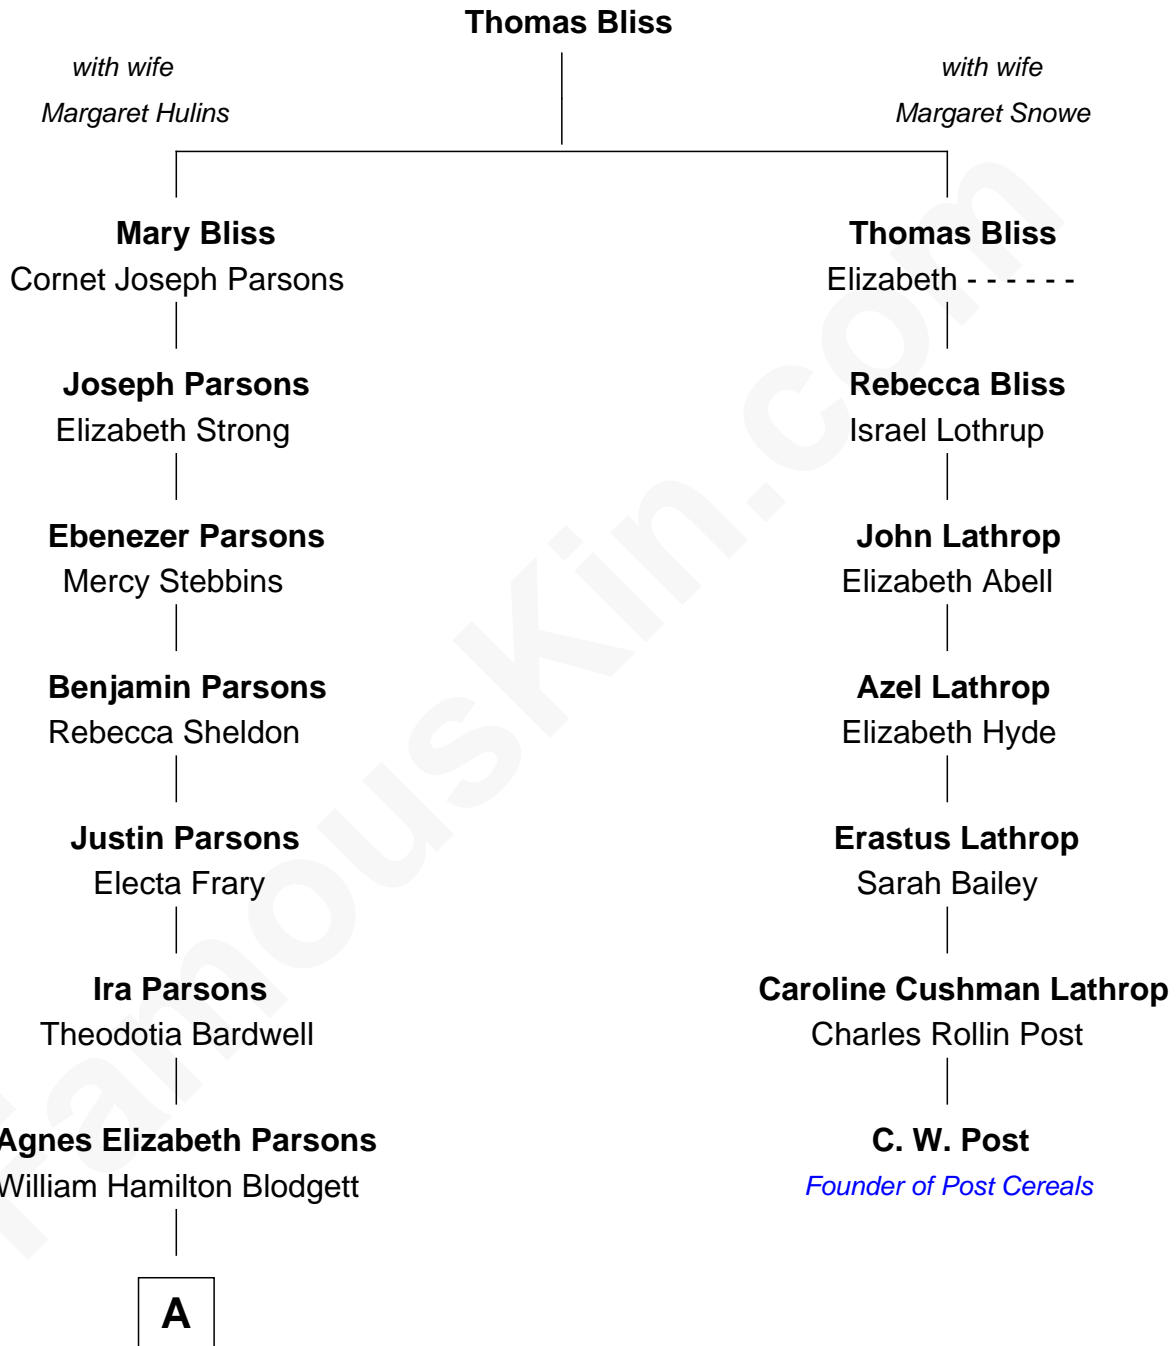 Thomas Bliss
with wife
Margaret Hulins
with wife
Margaret Snowe
Mary Bliss
Cornet Joseph Parsons
Joseph Parsons
Elizabeth Strong
Ebenezer Parsons
Mercy Stebbins
Benjamin Parsons
Rebecca Sheldon
Justin Parsons
Electa Frary
Ira Parsons
Theodotia Bardwell
Agnes Elizabeth Parsons
William Hamilton Blodgett
A
Thomas Bliss
Elizabeth - - - - - -
Rebecca Bliss
Israel Lothrup
John Lathrop
Elizabeth Abell
Azel Lathrop
Elizabeth Hyde
Erastus Lathrop
Sarah Bailey
Caroline Cushman Lathrop
Charles Rollin Post
C. W. Post
Founder of Post Cereals
FamousKin.com